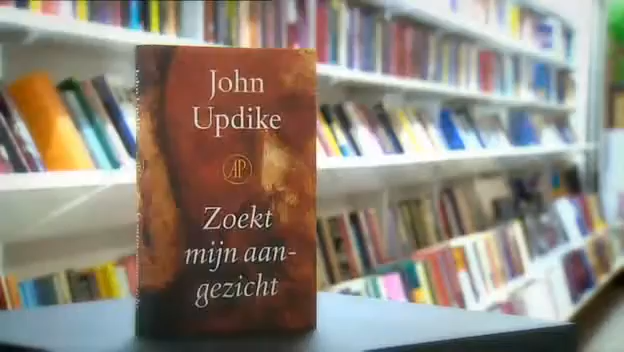 John
Updike
AP
Zoekt
mijn aan-
gezicht